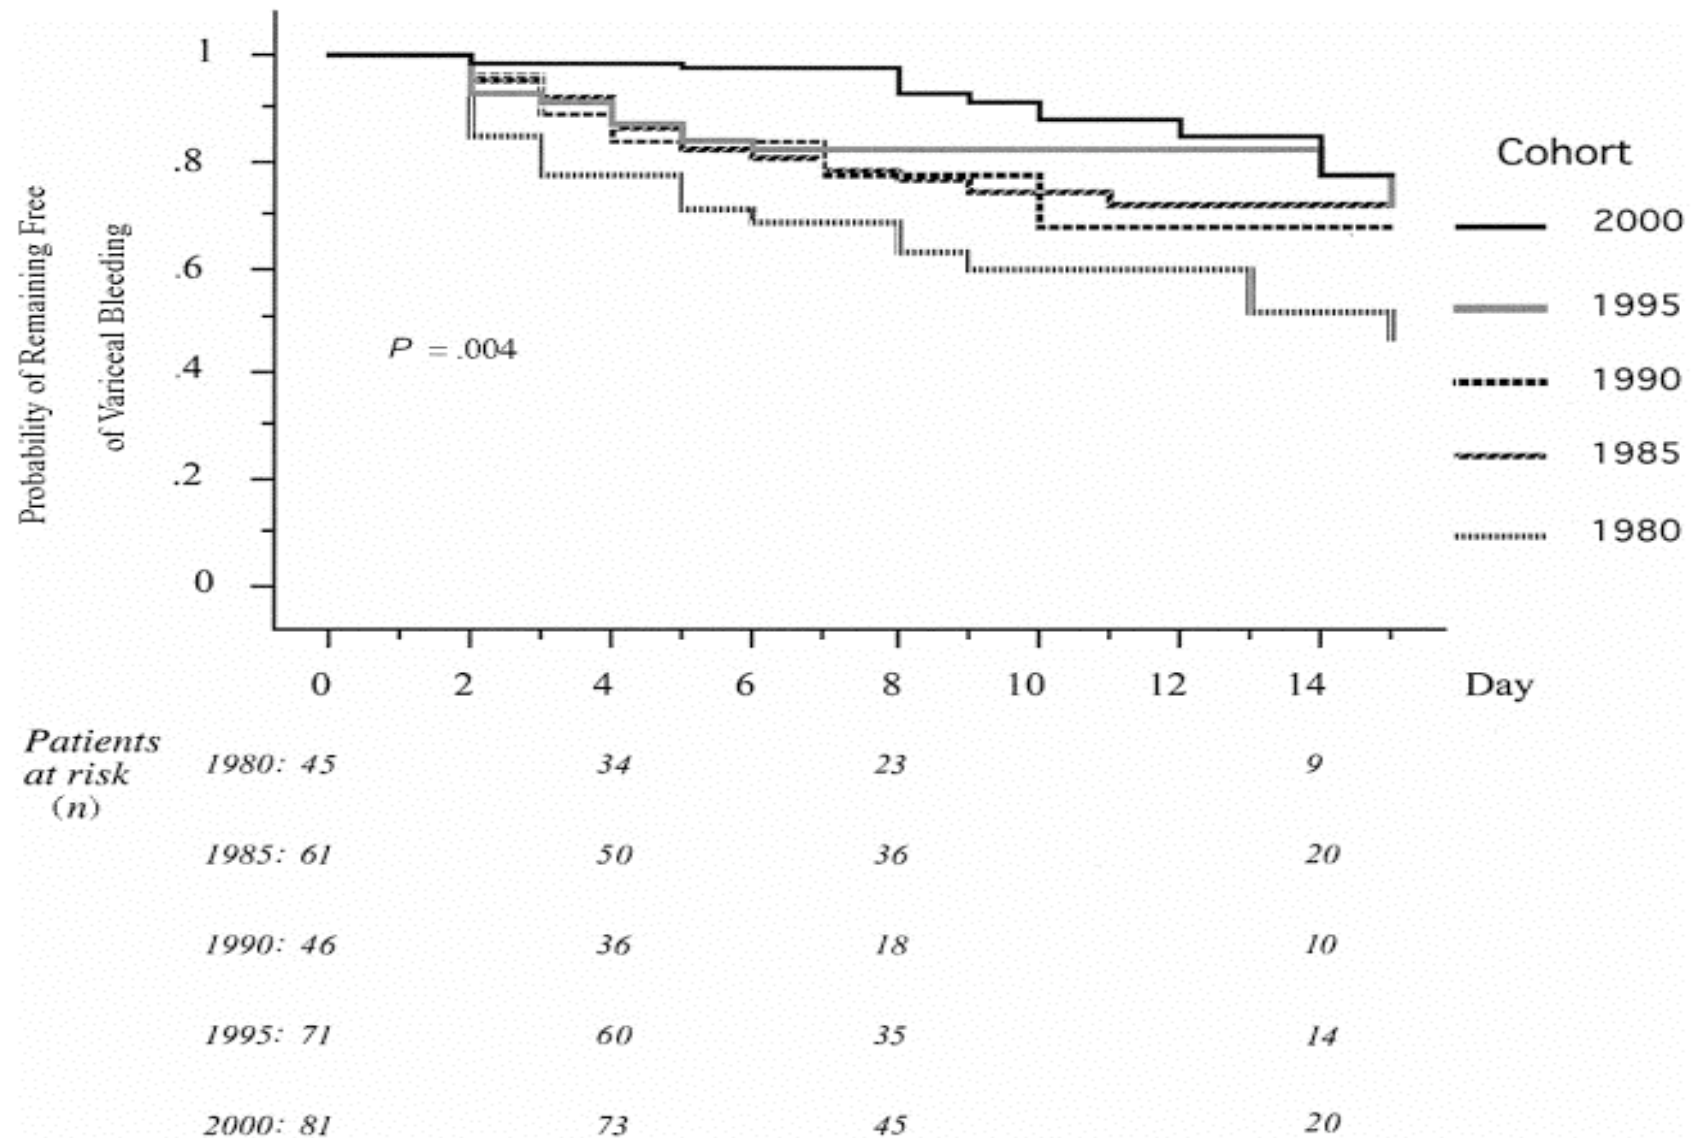 Probability of Remaining Free
of Variceal Bleeding
1
.8
.6
.4
.2
0
P = .004
Cohort
2000
1995
1990
1985
1980
0 2 4 6 8 10 12 14 Day
Patients
at risk
(n)
1980: 45 34 23 9
1985: 61 50 36 20
1990: 46 36 18 10
1995: 71 60 35 14
2000: 81 73 45 20